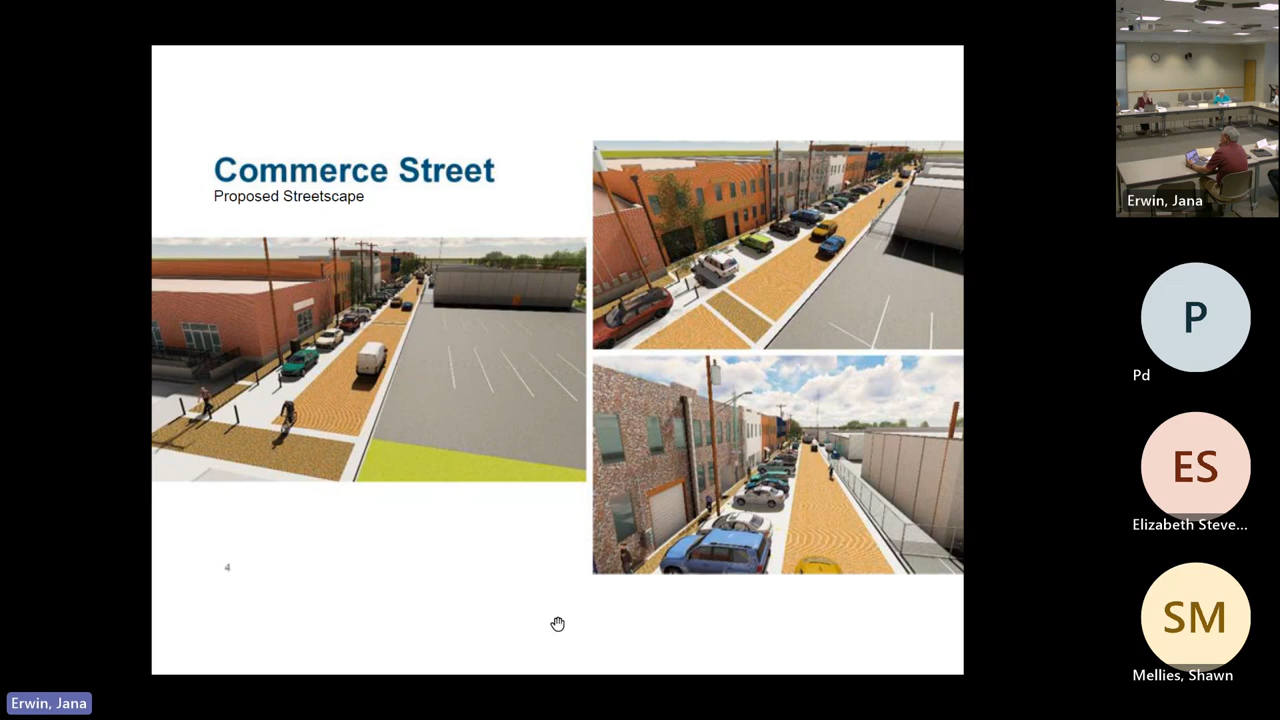 Commerce Street
Proposed Streetscape
4
Erwin, Jana
P
Pd
ES
Elizabeth Steve...
SM
Mellies, Shawn
Erwin, Jana